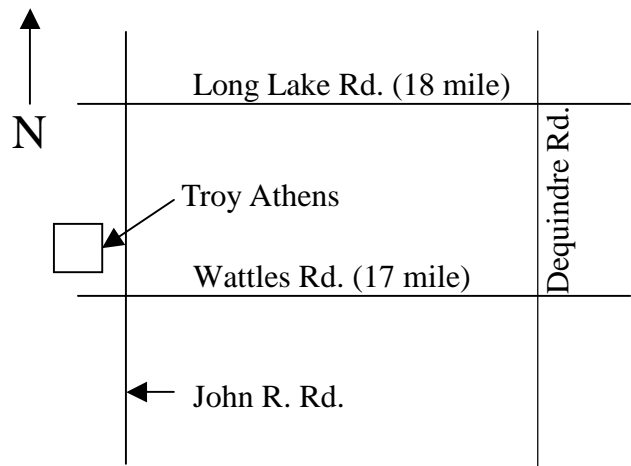 Long Lake Rd. (18 mile)
N
Dequindre Rd.
Troy Athens
Wattles Rd. (17 mile)
John R. Rd.